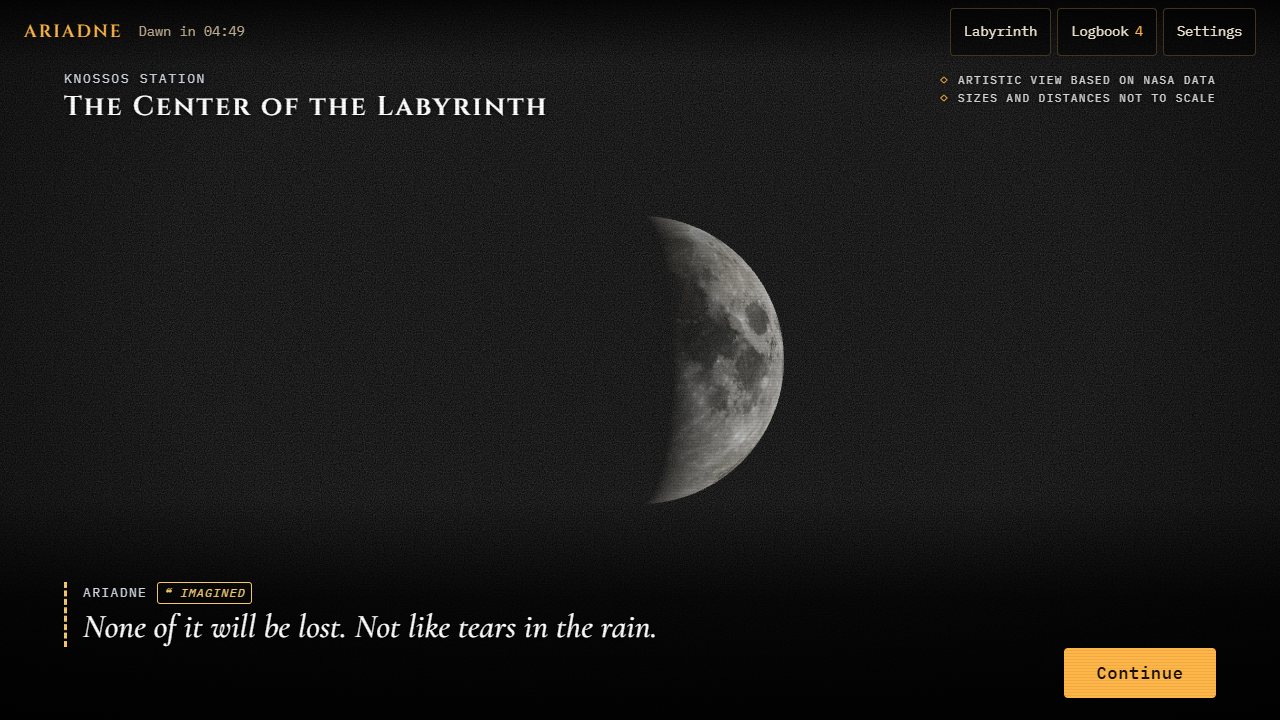 ARIADNE Dawn in 04:49 Labyrinth Logbook 4 Settings
KNOSSOS STATION
THE CENTER OF THE LABYRINTH
◇ ARTISTIC VIEW BASED ON NASA DATA
◇ SIZES AND DISTANCES NOT TO SCALE
ARIADNE ❝ IMAGINED
None of it will be lost. Not like tears in the rain.
Continue